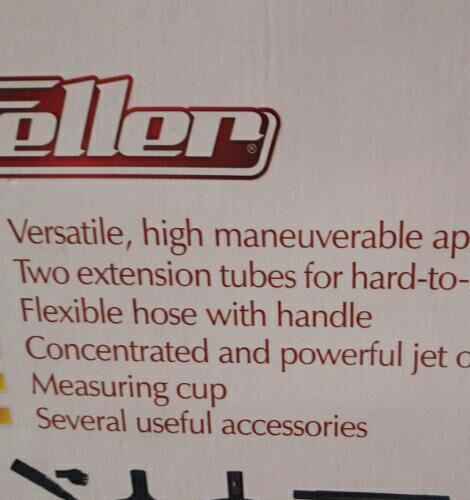 eller®
Versatile, high maneuverable ap
Two extension tubes for hard-to-
Flexible hose with handle
Concentrated and powerful jet o
Measuring cup
Several useful accessories